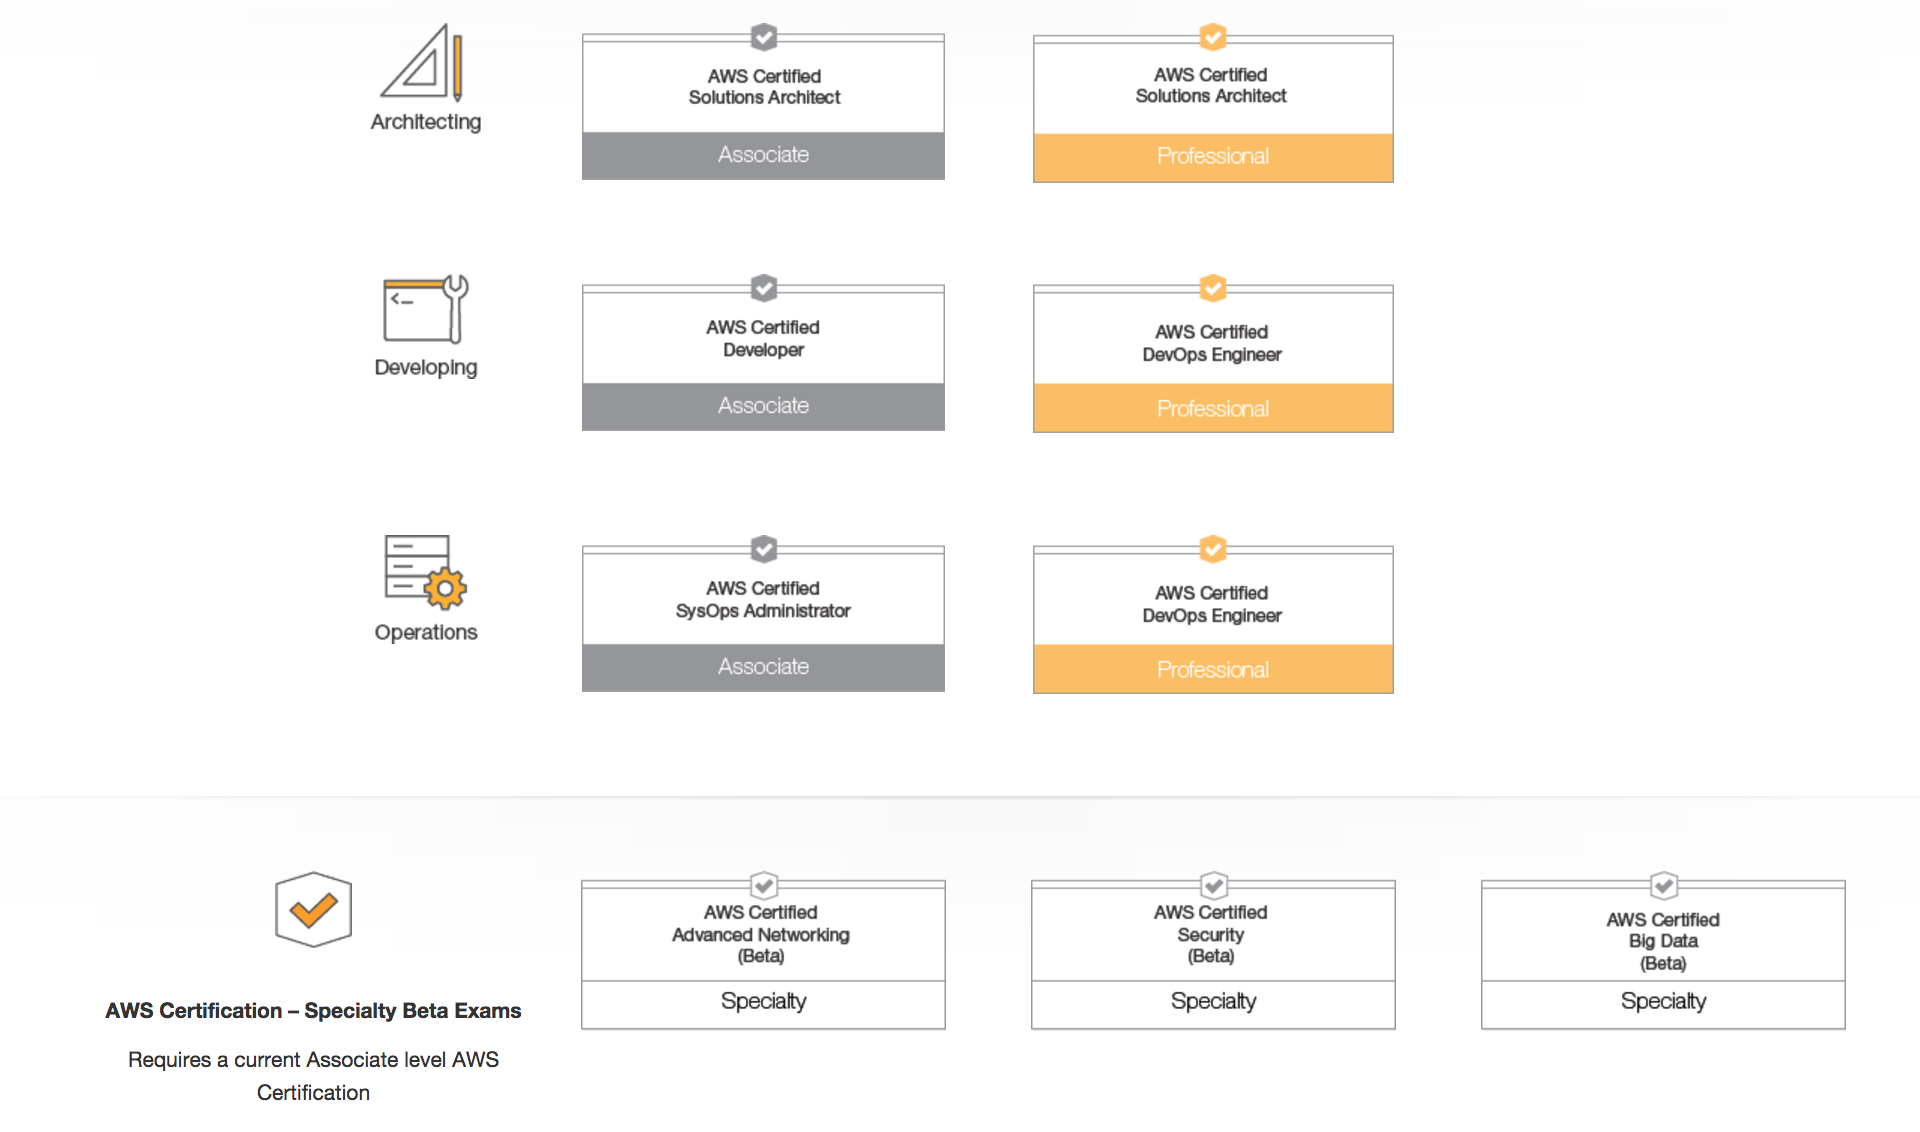 Architecting
AWS Certified
Solutions Architect
Associate
AWS Certified
Solutions Architect
Professional
Developing
AWS Certified
Developer
Associate
AWS Certified
DevOps Engineer
Professional
Operations
AWS Certified
SysOps Administrator
Associate
AWS Certified
DevOps Engineer
Professional
AWS Certification – Specialty Beta Exams
Requires a current Associate level AWS
Certification
AWS Certified
Advanced Networking
(Beta)
Specialty
AWS Certified
Security
(Beta)
Specialty
AWS Certified
Big Data
(Beta)
Specialty